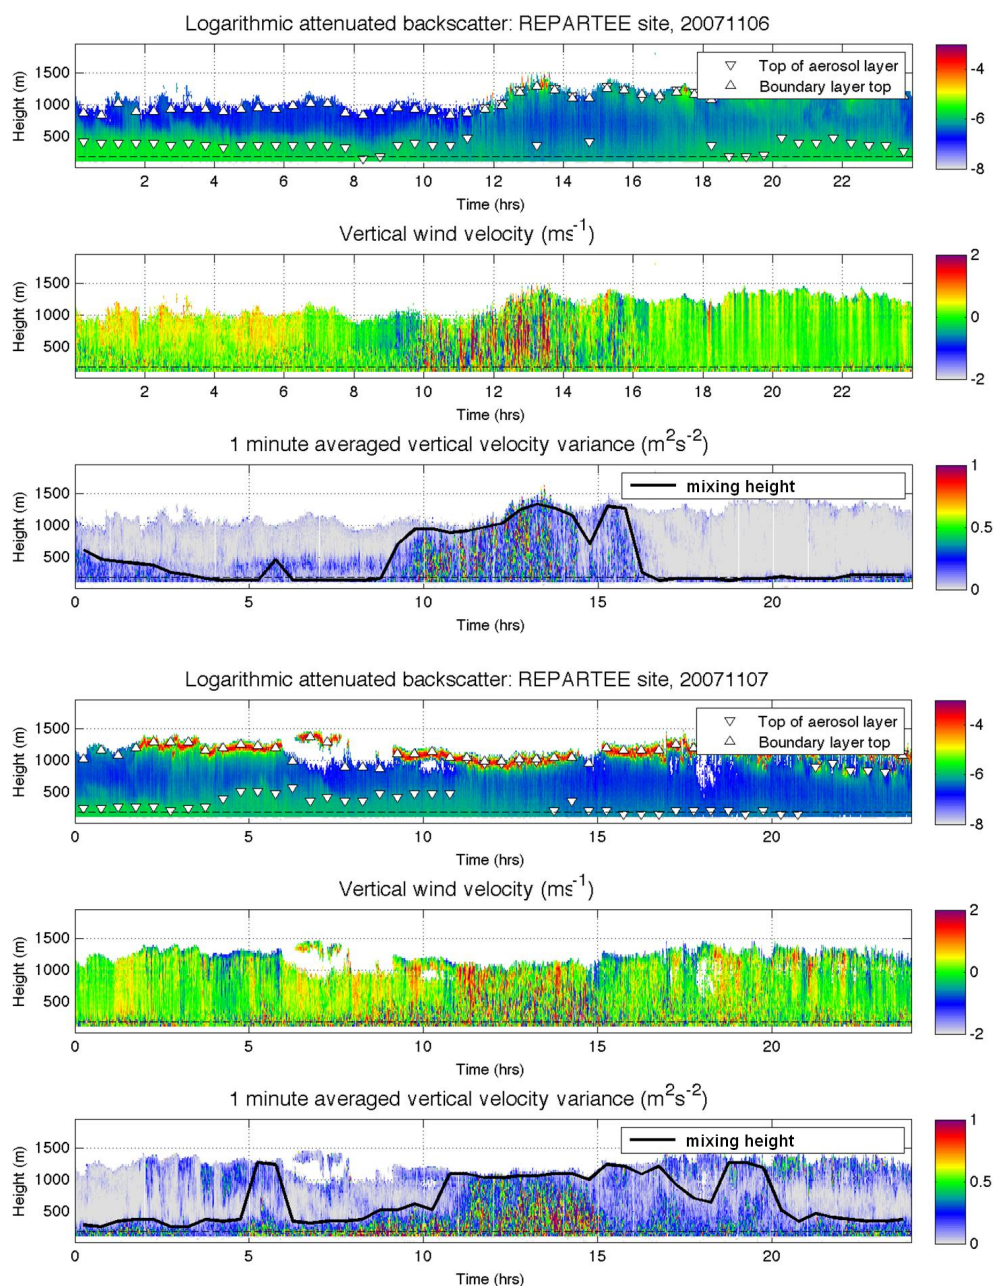 Logarithmic attenuated backscatter: REPARTEE site, 20071106
Height (m)
1500
1000
500
Top of aerosol layer
Boundary layer top
-4
-6
-8
2 4 6 8 10 12 14 16 18 20 22
Time (hrs)
Vertical wind velocity (ms⁻¹)
Height (m)
1500
1000
500
2
0
-2
2 4 6 8 10 12 14 16 18 20 22
Time (hrs)
1 minute averaged vertical velocity variance (m²s⁻²)
Height (m)
1500
1000
500
mixing height
1
0.5
0
0 5 10 15 20
Time (hrs)
Logarithmic attenuated backscatter: REPARTEE site, 20071107
Height (m)
1500
1000
500
Top of aerosol layer
Boundary layer top
-4
-6
-8
0 5 10 15 20
Time (hrs)
Vertical wind velocity (ms⁻¹)
Height (m)
1500
1000
500
2
0
-2
0 5 10 15 20
Time (hrs)
1 minute averaged vertical velocity variance (m²s⁻²)
Height (m)
1500
1000
500
mixing height
1
0.5
0
0 5 10 15 20
Time (hrs)